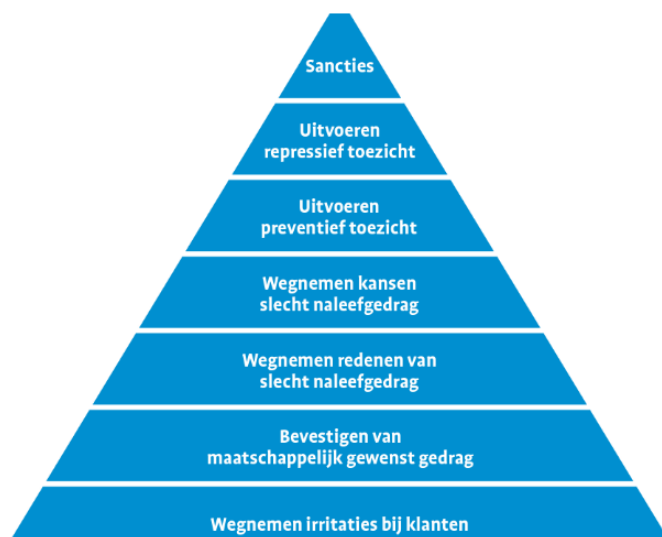 Sancties
Uitvoeren
repressief toezicht
Uitvoeren
preventief toezicht
Wegnemen kansen
slecht naleefgedrag
Wegnemen redenen van
slecht naleefgedrag
Bevestigen van
maatschappelijk gewenst gedrag
Wegnemen irritaties bij klanten